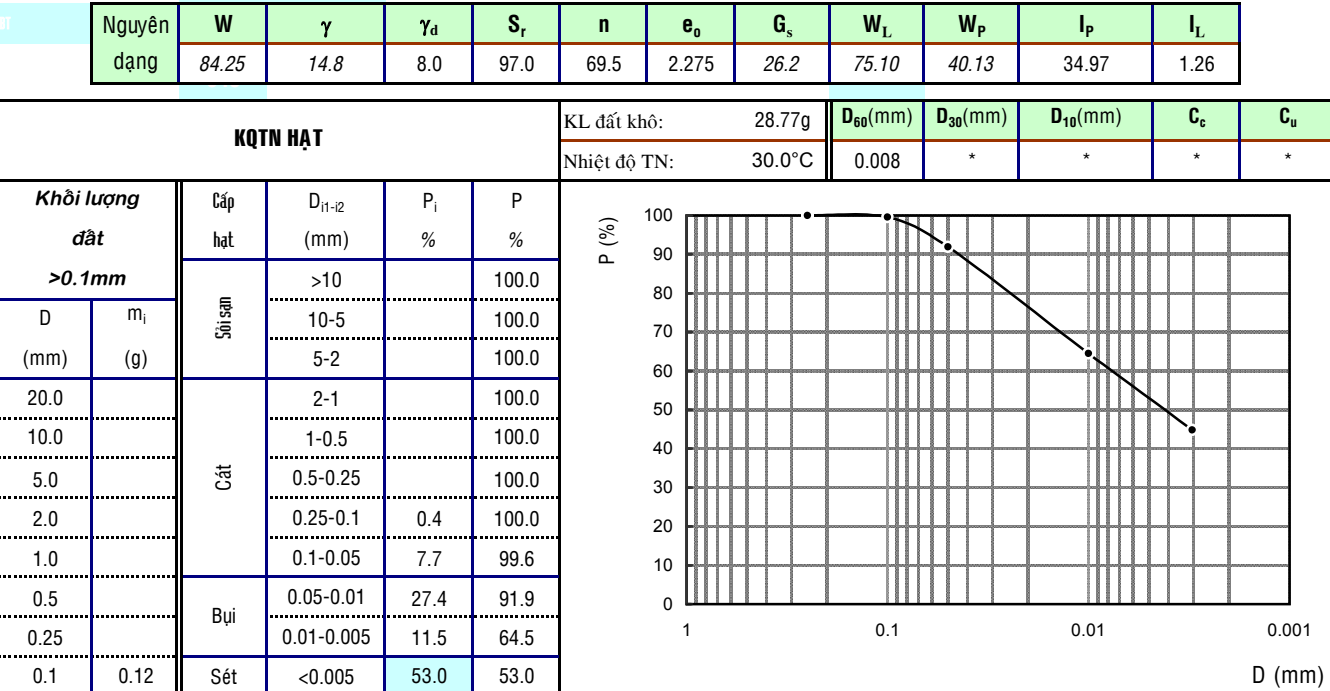 Nguyên dạng W γ γd Sr n eo Gs WL WP IP IL
84.25 14.8 8.0 97.0 69.5 2.275 26.2 75.10 40.13 34.97 1.26
KQTN HẠT
KL đất khô: 28.77g D60(mm) D30(mm) D10(mm) Cc Cu
Nhiệt độ TN: 30.0°C 0.008 * * * *
Khối lượng
đất
>0.1mm
D mi
(mm) (g)
20.0
10.0
5.0
2.0
1.0
0.5
0.25
0.1 0.12
Cấp Di1-i2 Pi P
hạt (mm) % %
Sỏi sạn
>10 100.0
10-5 100.0
5-2 100.0
Cát
2-1 100.0
1-0.5 100.0
0.5-0.25 100.0
0.25-0.1 0.4 100.0
0.1-0.05 7.7 99.6
Bụi
0.05-0.01 27.4 91.9
0.01-0.005 11.5 64.5
Sét <0.005 53.0 53.0
P (%)
100
90
80
70
60
50
40
30
20
10
0
1 0.1 0.01 0.001
D (mm)